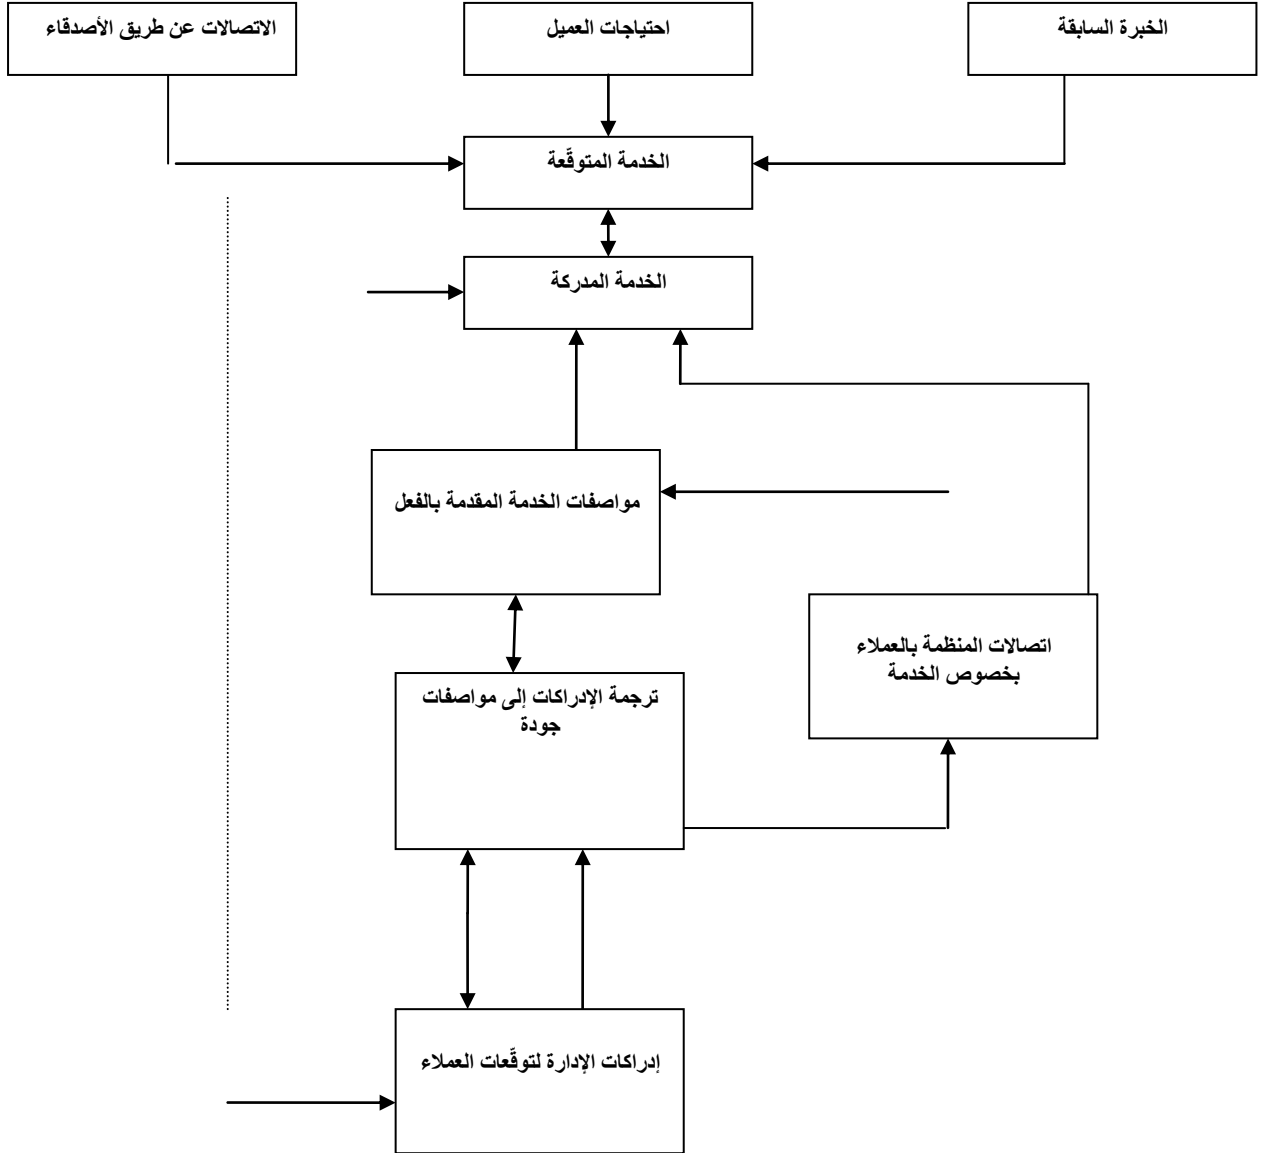 الخبرة السابقة
احتياجات العميل
الاتصالات عن طريق الأصدقاء
الخدمة المتوقَّعة
الخدمة المدركة
مواصفات الخدمة المقدمة بالفعل
اتصالات المنظمة بالعملاء
بخصوص الخدمة
ترجمة الإدراكات إلى مواصفات
جودة
إدراكات الإدارة لتوقَّعات العملاء